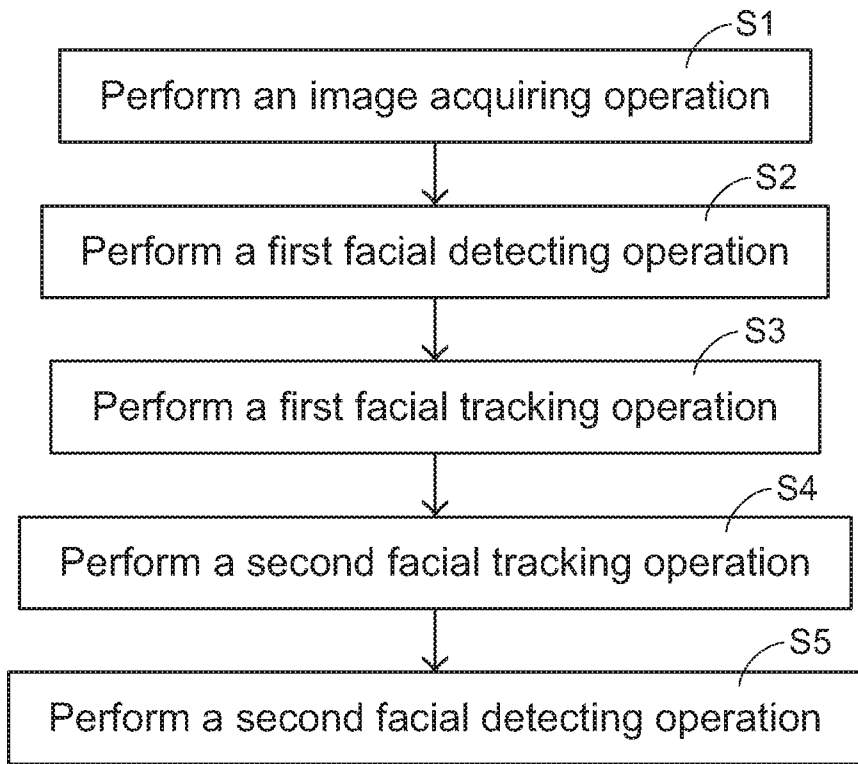 S1
Perform an image acquiring operation
S2
Perform a first facial detecting operation
S3
Perform a first facial tracking operation
S4
Perform a second facial tracking operation
S5
Perform a second facial detecting operation